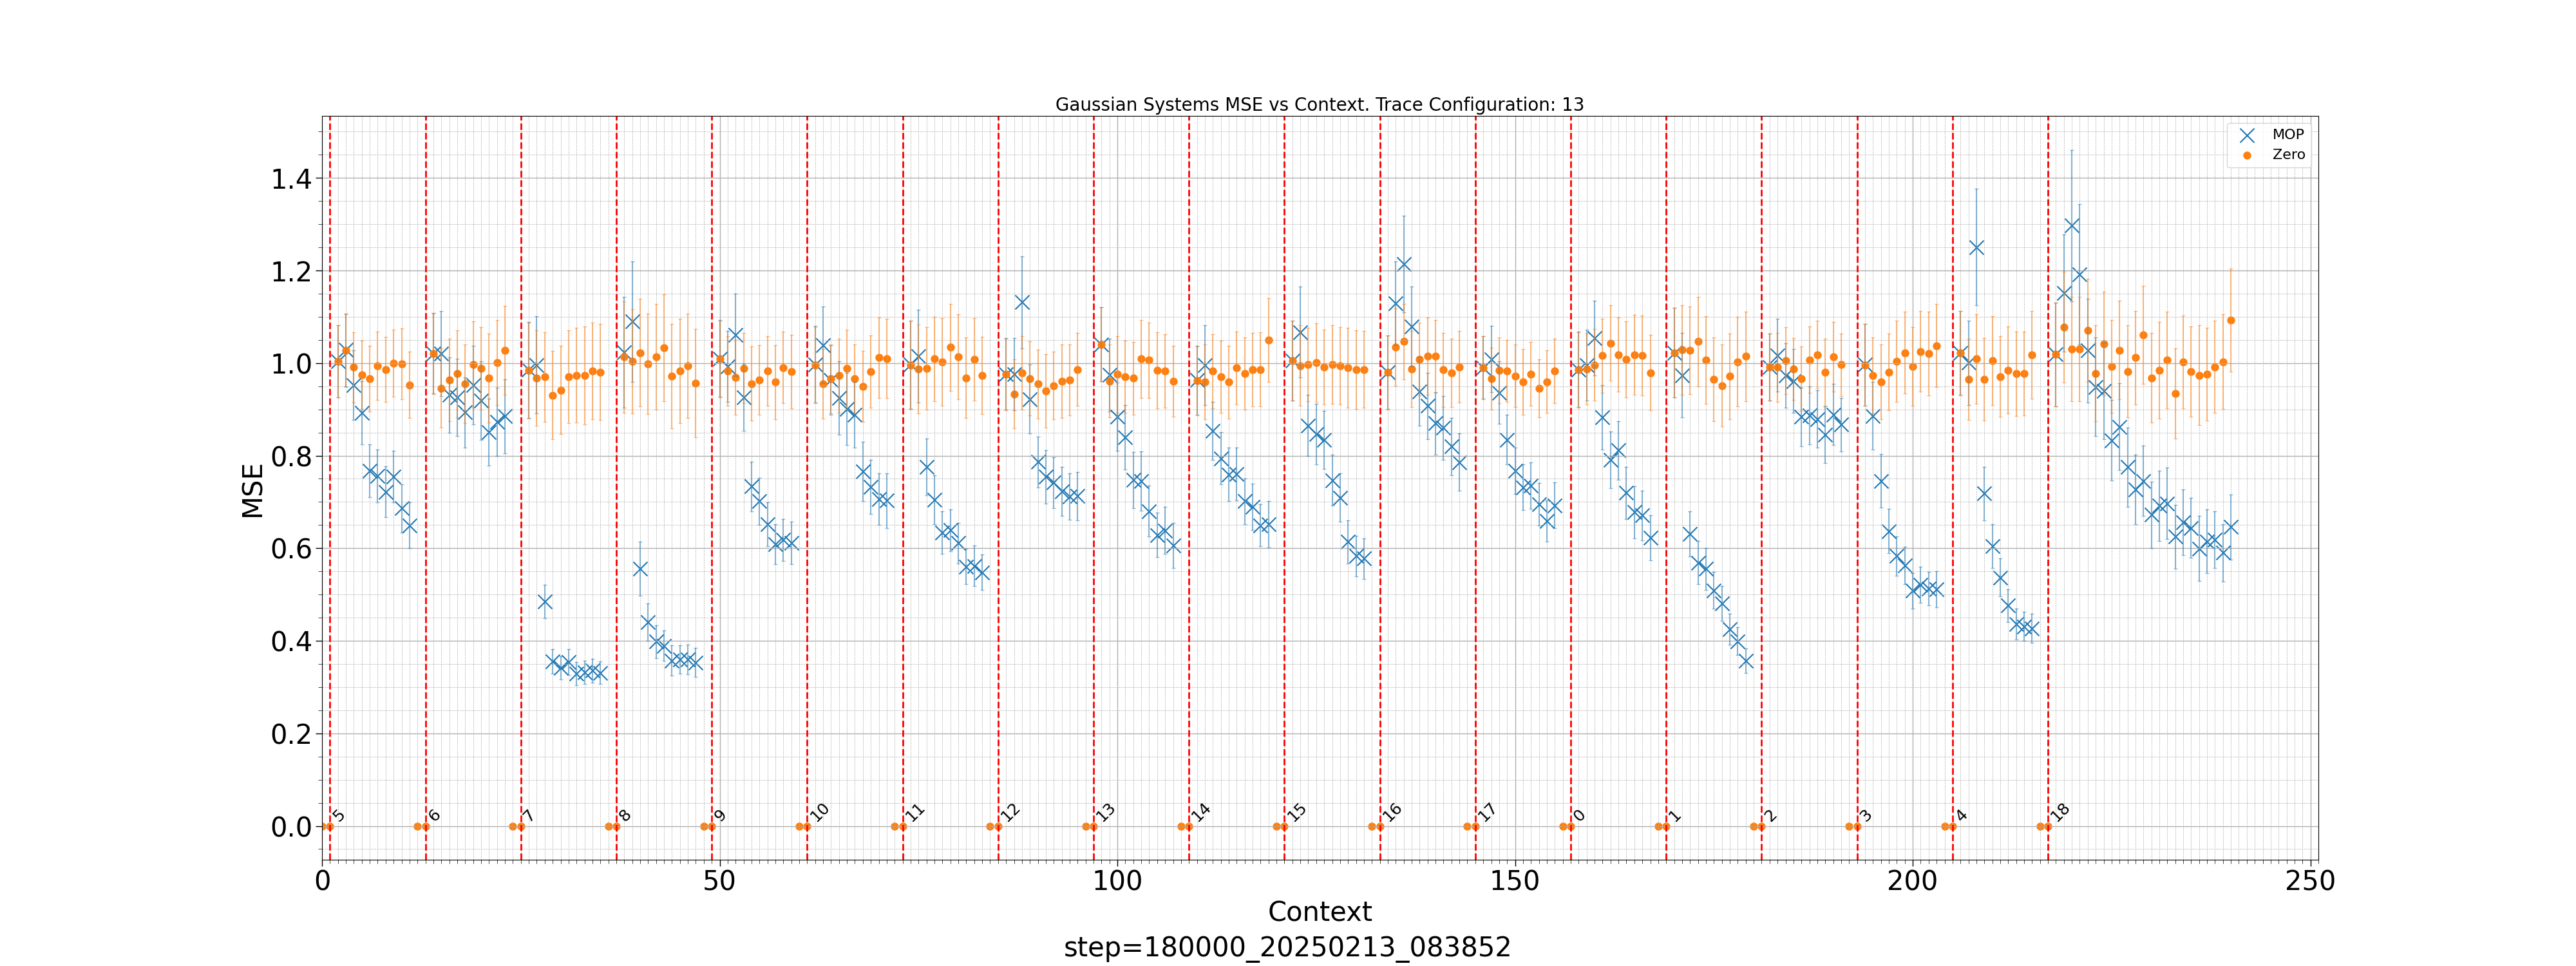 Gaussian Systems MSE vs Context. Trace Configuration: 13
MOP
Zero
MSE
1.4
1.2
1.0
0.8
0.6
0.4
0.2
0.0
5 6 7 8 9 10 11 12 13 14 15 16 17 0 1 2 3 4 18
0 50 100 150 200 250
Context
step=180000_20250213_083852